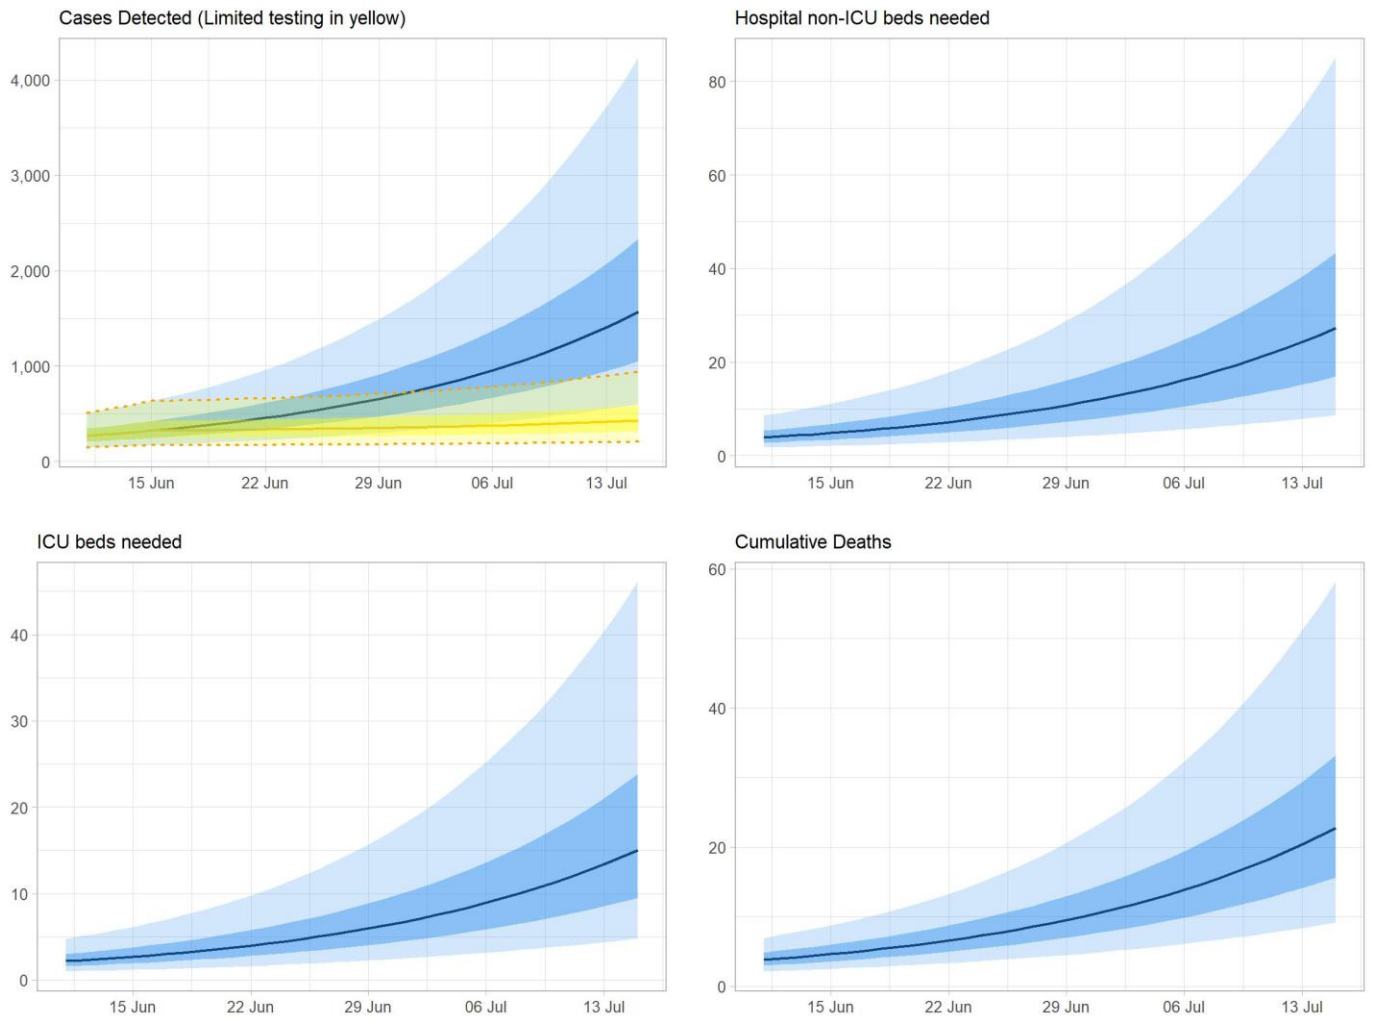 Cases Detected (Limited testing in yellow)
4,000
3,000
2,000
1,000
0
15 Jun 22 Jun 29 Jun 06 Jul 13 Jul
Hospital non-ICU beds needed
80
60
40
20
0
15 Jun 22 Jun 29 Jun 06 Jul 13 Jul
ICU beds needed
40
30
20
10
0
15 Jun 22 Jun 29 Jun 06 Jul 13 Jul
Cumulative Deaths
60
40
20
0
15 Jun 22 Jun 29 Jun 06 Jul 13 Jul